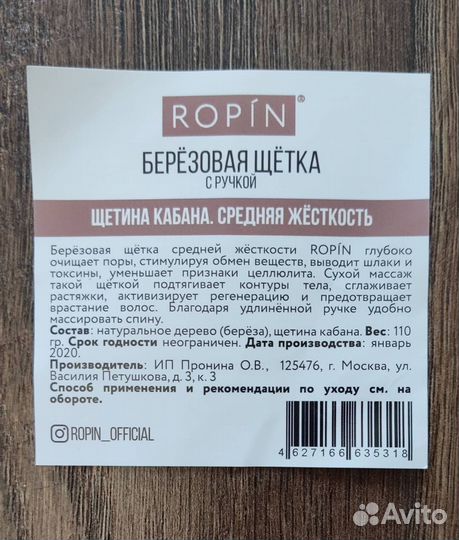 ROPÍN®
БЕРЁЗОВАЯ ЩЁТКА
С РУЧКОЙ
ЩЕТИНА КАБАНА. СРЕДНЯЯ ЖЁСТКОСТЬ
Берёзовая щётка средней жёсткости ROPÍN глубоко
очищает поры, стимулируя обмен веществ, выводит шлаки и
токсины, уменьшает признаки целлюлита. Сухой массаж
такой щёткой подтягивает контуры тела, сглаживает
растяжки, активизирует регенерацию и предотвращает
врастание волос. Благодаря удлинённой ручке удобно
массировать спину.
Состав: натуральное дерево (берёза), щетина кабана. Вес: 110
гр. Срок годности неограничен. Дата производства: январь
2020.
Производитель: ИП Пронина О.В., 125476, г. Москва, ул.
Василия Петушкова, д. 3, к. 3
Способ применения и рекомендации по уходу см. на
обороте.
ROPIN_OFFICIAL
4 627166 635318
Avito